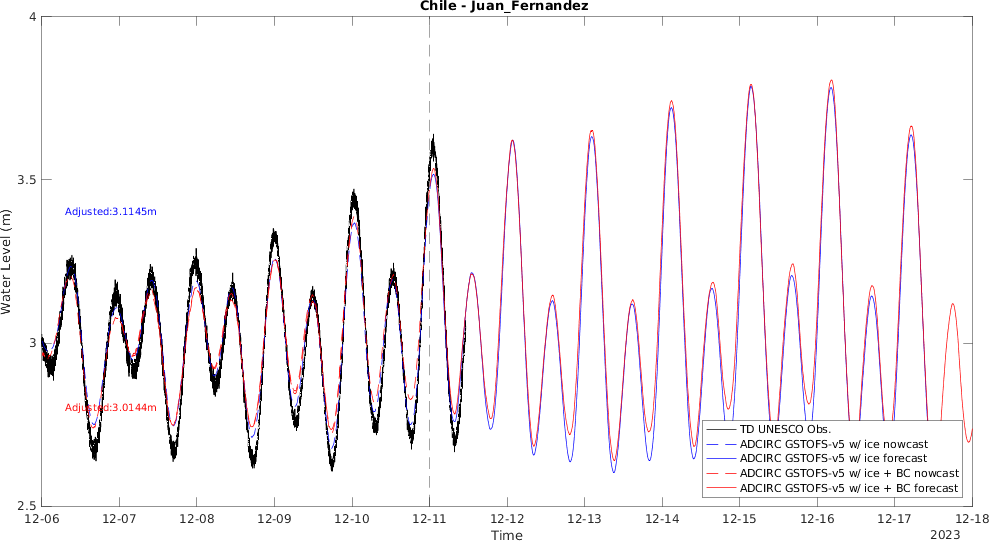 Chile - Juan_Fernandez
4
3.5
3
2.5
Water Level (m)
Adjusted:3.1145m
Adjusted:3.0144m
TD UNESCO Obs.
ADCIRC GSTOFS-v5 w/ ice nowcast
ADCIRC GSTOFS-v5 w/ ice forecast
ADCIRC GSTOFS-v5 w/ ice + BC nowcast
ADCIRC GSTOFS-v5 w/ ice + BC forecast
12-06 12-07 12-08 12-09 12-10 12-11 12-12 12-13 12-14 12-15 12-16 12-17 12-18
Time
2023